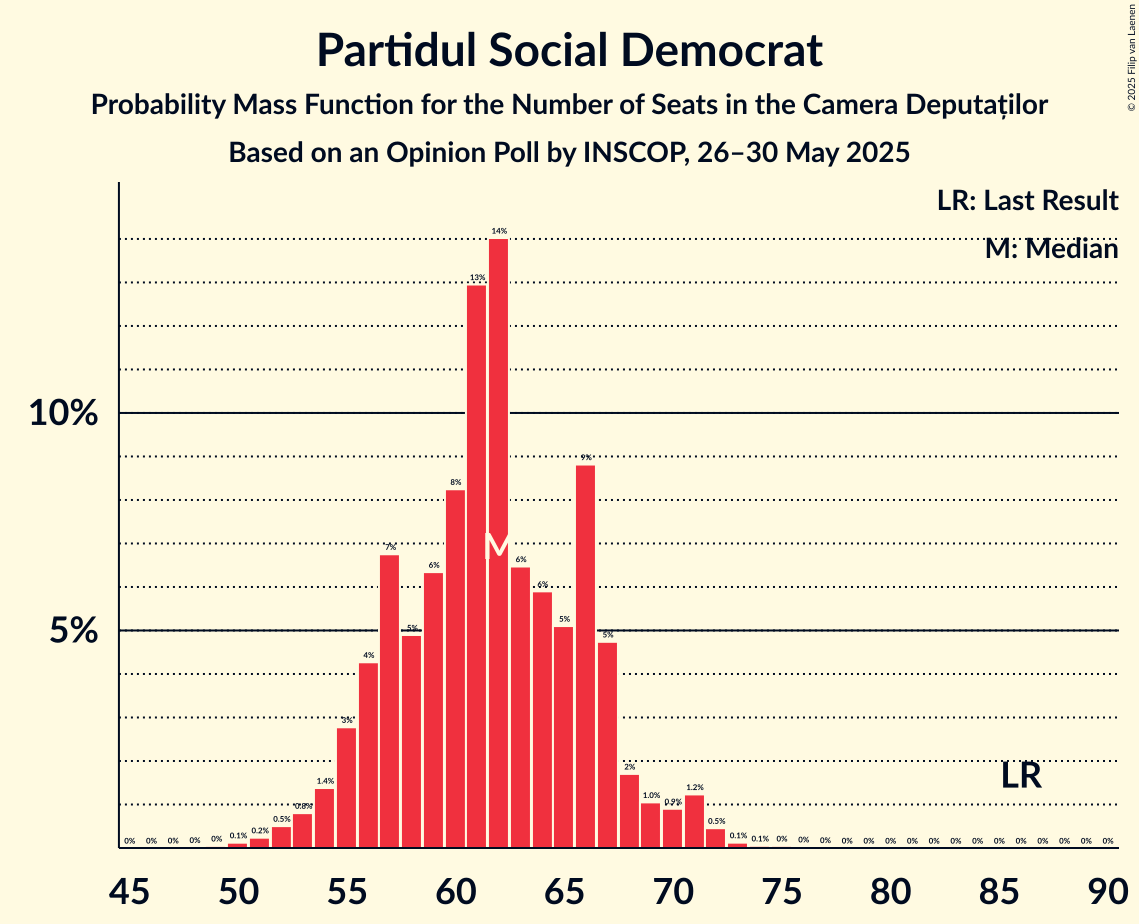 Partidul Social Democrat
Probability Mass Function for the Number of Seats in the Camera Deputaților
Based on an Opinion Poll by INSCOP, 26–30 May 2025
© 2025 Filip van Laenen
LR: Last Result
M: Median
10%
5%
0% 0% 0% 0% 0% 0.1% 0.2% 0.5% 0.8% 1.4% 3% 4% 7% 5% 6% 8% 13% 14% 6% 6% 5% 9% 5% 2% 1.0% 0.9% 1.2% 0.5% 0.1% 0.1% 0% 0% 0% 0% 0% 0% 0% 0% 0% 0% 0% 0% 0% 0% 0% 0%
M
LR
45 50 55 60 65 70 75 80 85 90